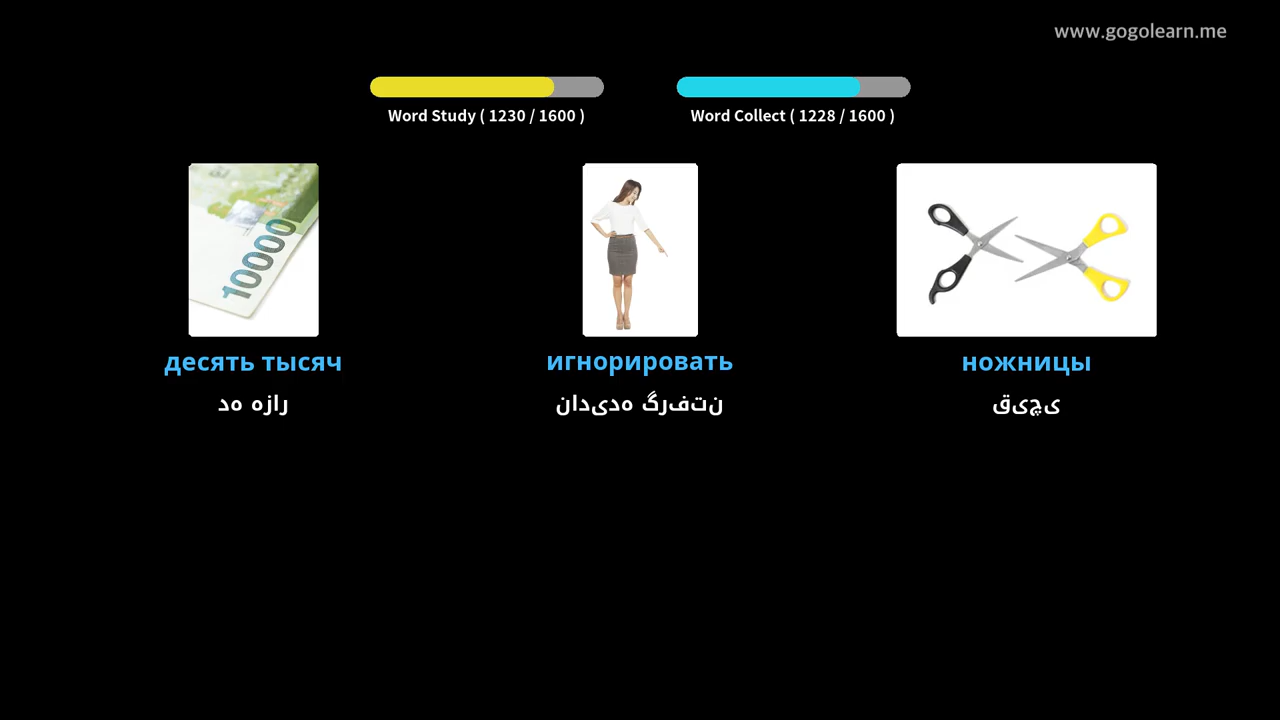 www.gogolearn.me
Word Study ( 1230 / 1600 )
Word Collect ( 1228 / 1600 )
десять тысяч
ده هزار
игнорировать
نادیده گرفتن
ножницы
قیچی
10000